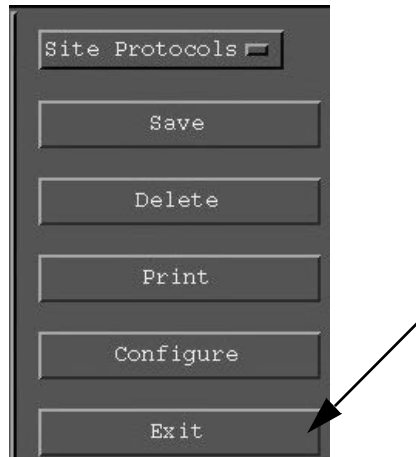 Site Protocols
Save
Delete
Print
Configure
Exit